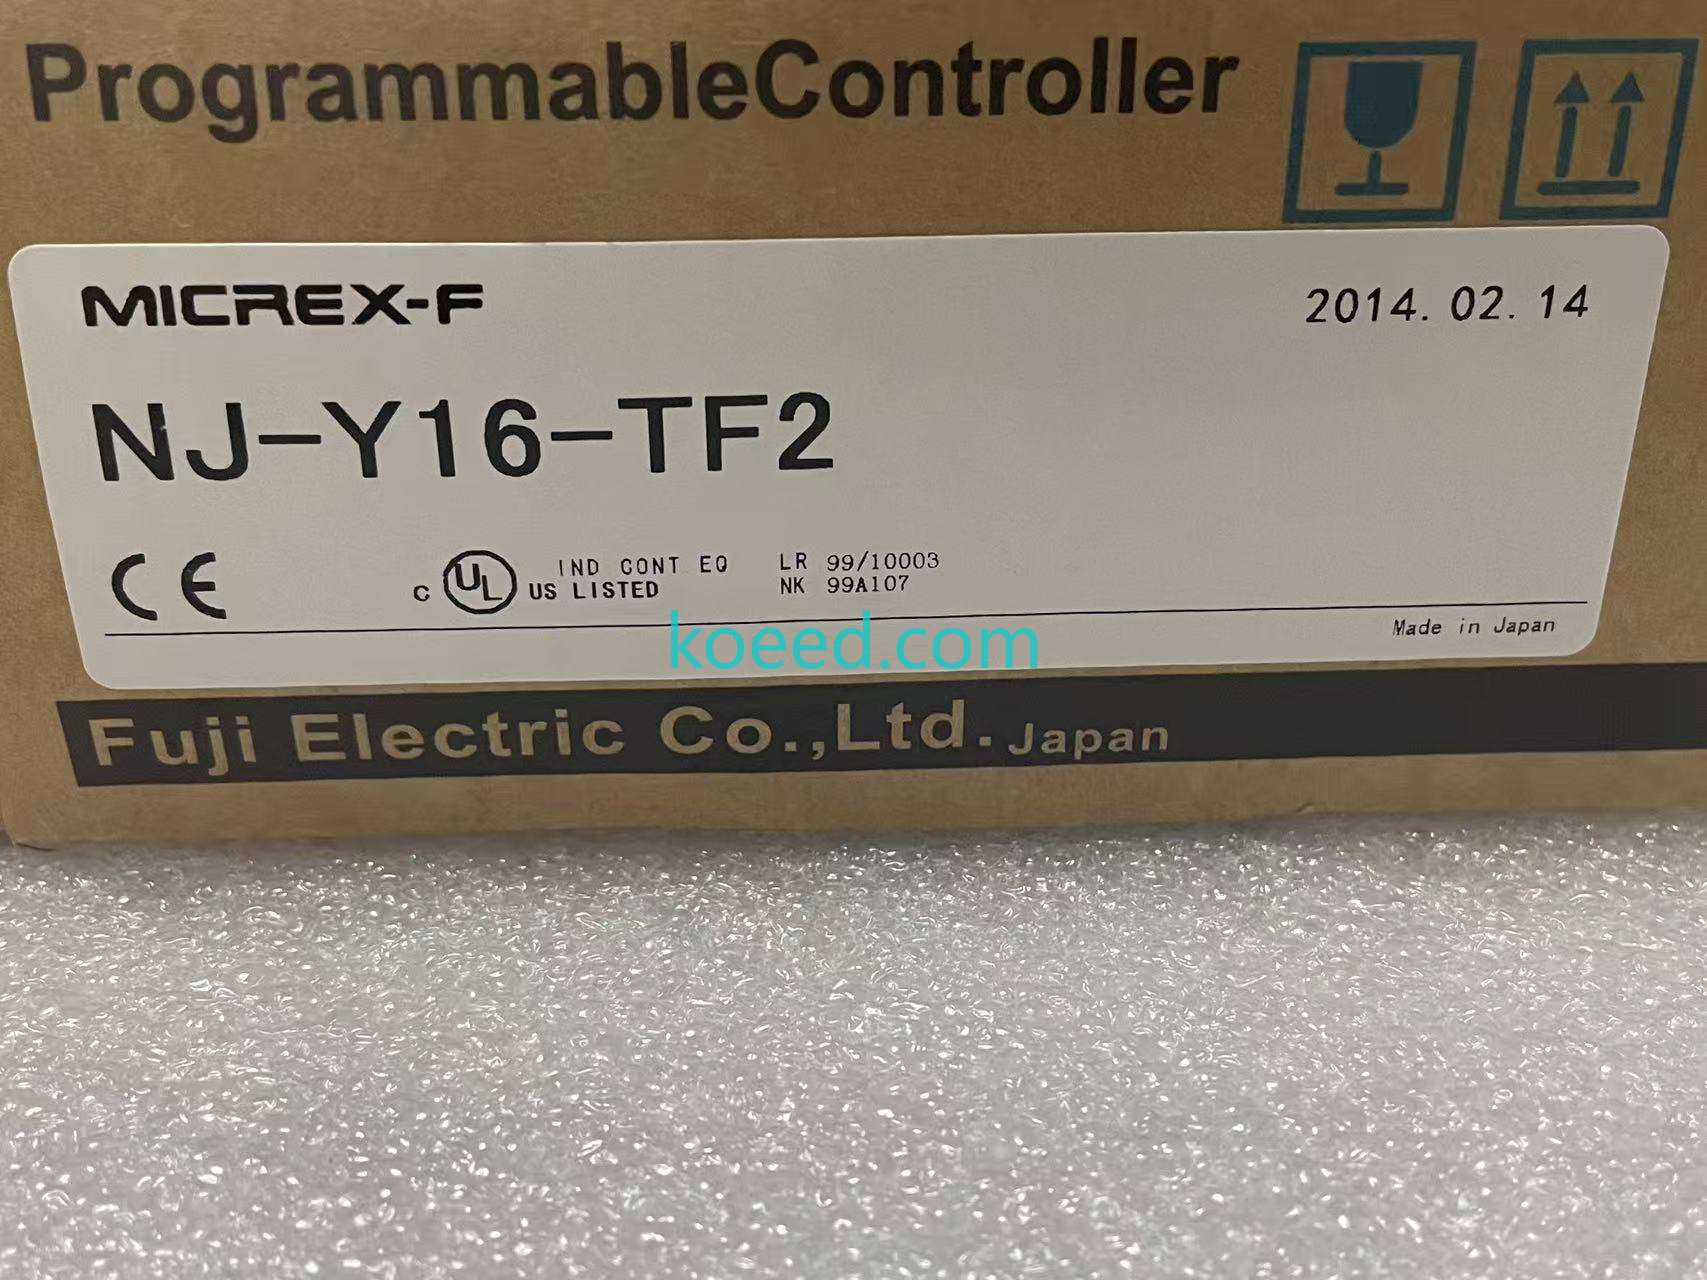 ProgrammableController
MICREX-F
2014. 02. 14
NJ-Y16-TF2
CE
C UL US IND CONT EQ
LISTED
LR 99/10003
NK 99A107
koeed.com
Made in Japan
Fuji Electric Co.,Ltd. Japan